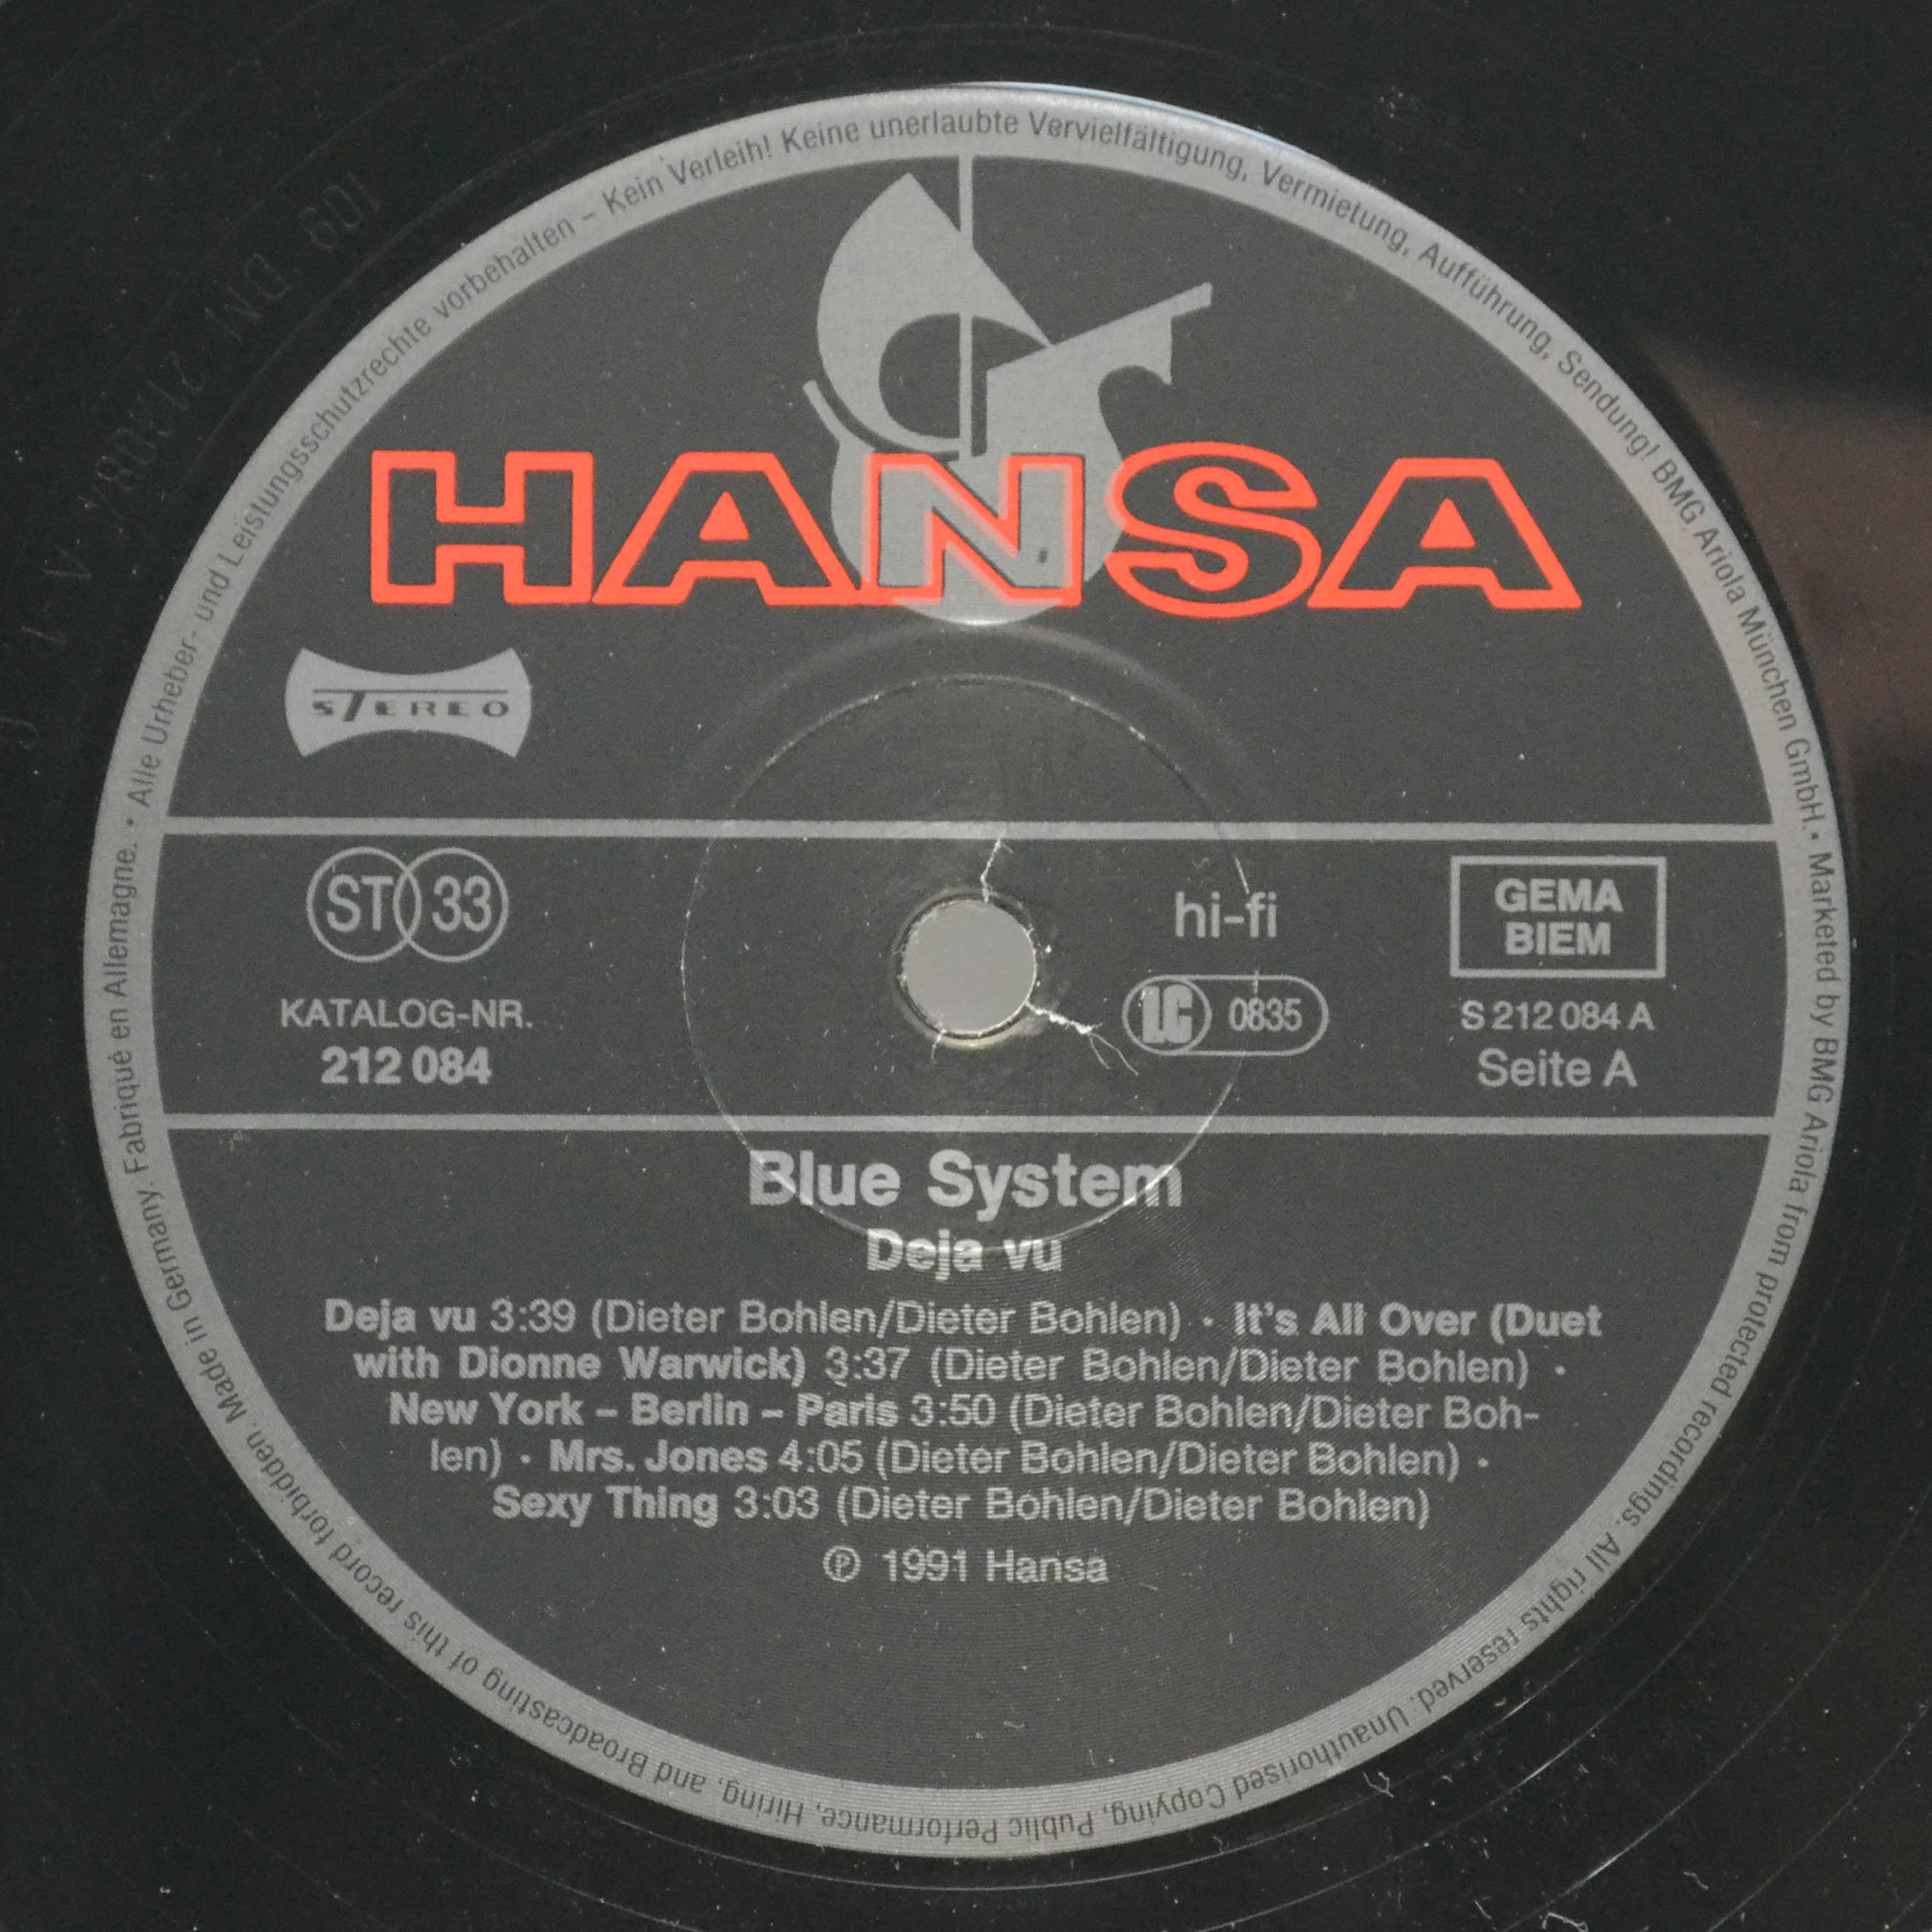 Alle Urheber- und Leistungsschutzrechte vorbehalten – Kein Verleih! Keine unerlaubte Vervielfältigung, Vermietung, Aufführung, Sendung! BMG Ariola München GmbH. • Marketed by BMG Ariola from protected recordings. All rights reserved. Unauthorised Copying, Public Performance, Hiring, and Broadcasting of this record forbidden. Made in Germany. Fabriqué en Allemagne. •
HANSA
STEREO
ST 33
hi-fi
GEMA
BIEM
KATALOG-NR.
212 084
LC 0835
S 212 084 A
Seite A
Blue System
Deja vu
Deja vu 3:39 (Dieter Bohlen/Dieter Bohlen) • It's All Over (Duet
with Dionne Warwick) 3:37 (Dieter Bohlen/Dieter Bohlen) •
New York – Berlin – Paris 3:50 (Dieter Bohlen/Dieter Boh-
len) • Mrs. Jones 4:05 (Dieter Bohlen/Dieter Bohlen) •
Sexy Thing 3:03 (Dieter Bohlen/Dieter Bohlen)
℗ 1991 Hansa